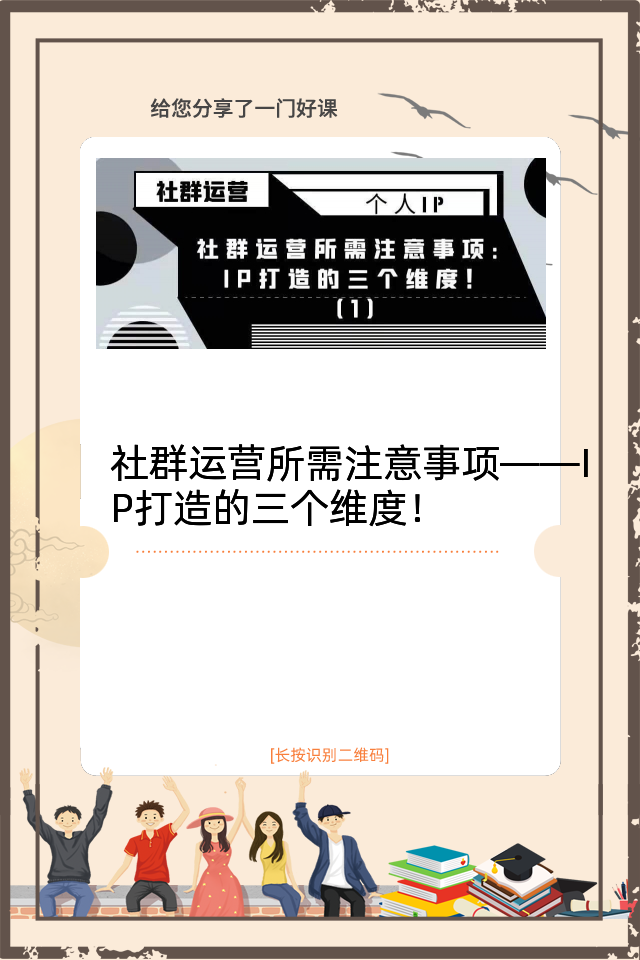 给您分享了一门好课
社群运营
个人IP
社群运营所需注意事项：
IP打造的三个维度！
(1)
社群运营所需注意事项——I
P打造的三个维度！
[长按识别二维码]